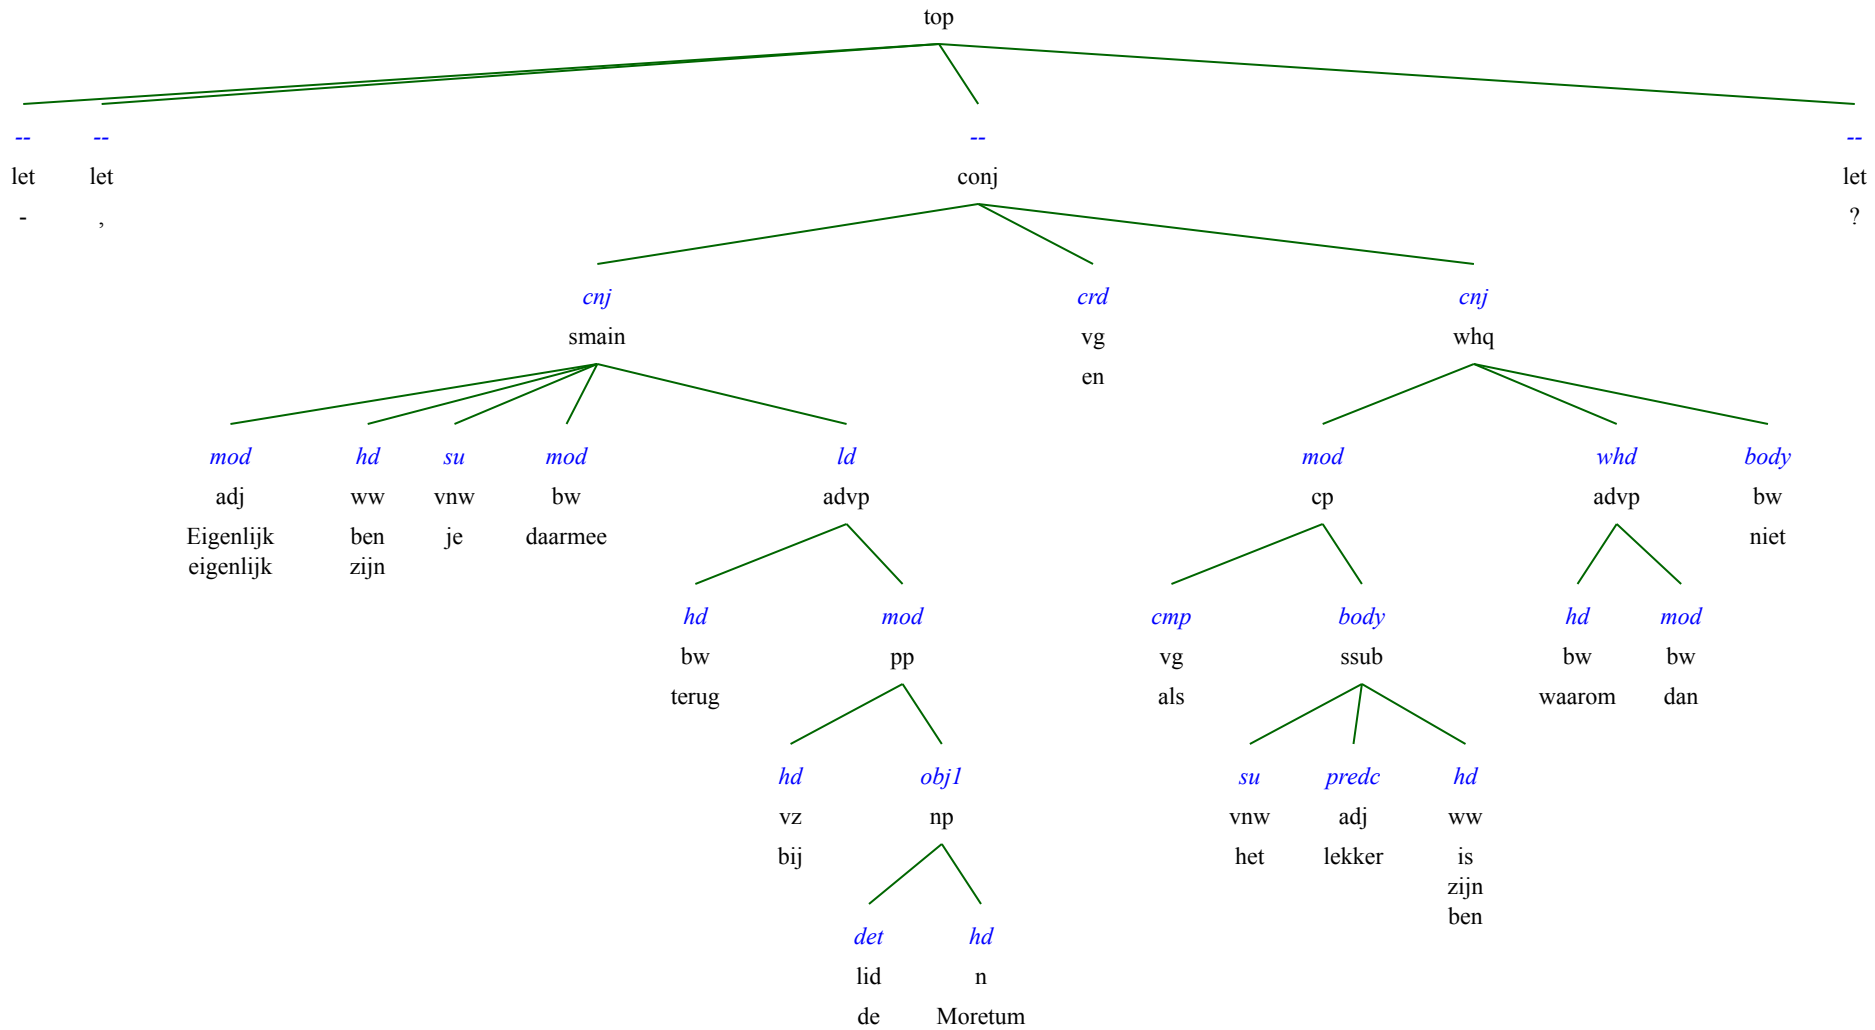 top
-- -- -- --
let let conj let
- , ?
cnj crd cnj
smain vg whq
en
mod hd su mod ld mod whd body
adj ww vnw bw advp cp advp bw
Eigenlijk ben je daarmee niet
eigenlijk zijn
hd mod cmp body hd mod
bw pp vg ssub bw bw
terug als waarom dan
hd obj1 su predc hd
vz np vnw adj ww
bij het lekker is
zijn
ben
det hd
lid n
de Moretum